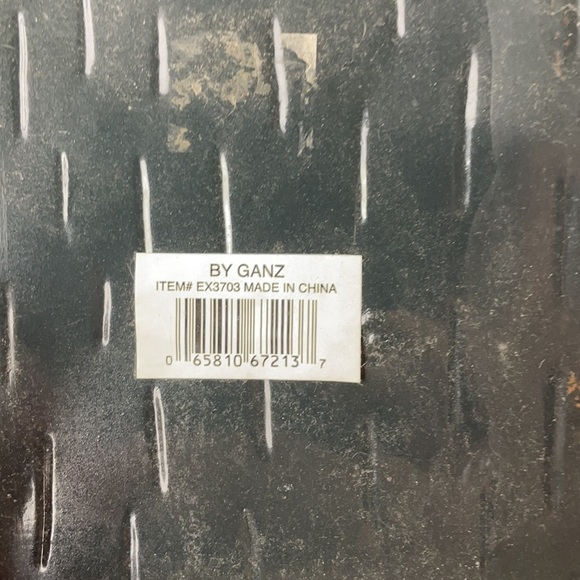 BY GANZ
ITEM# EX3703 MADE IN CHINA
0 65810 67213 7